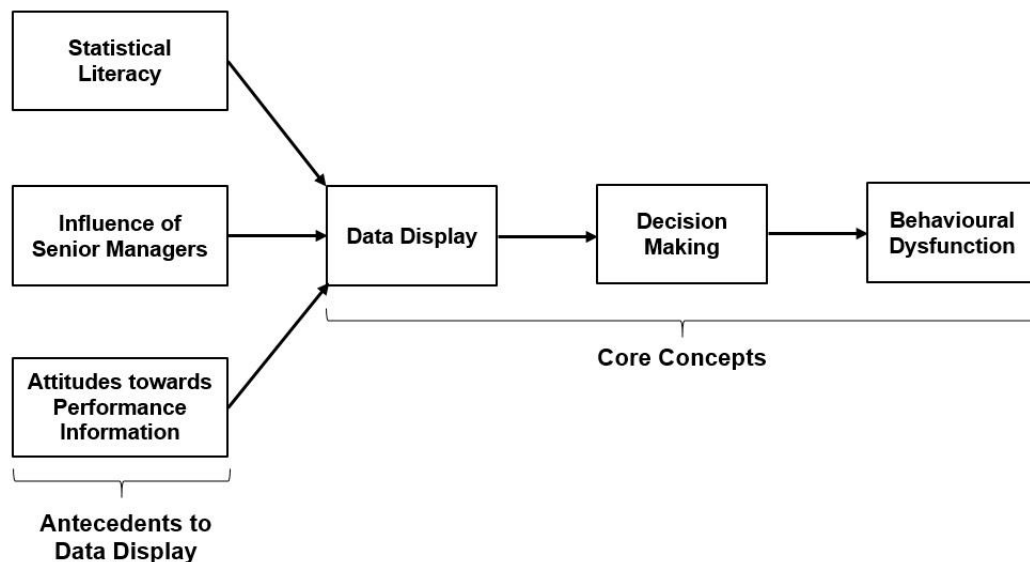 Statistical
Literacy
Influence of
Senior Managers
Data Display
Decision
Making
Behavioural
Dysfunction
Core Concepts
Attitudes towards
Performance
Information
Antecedents to
Data Display